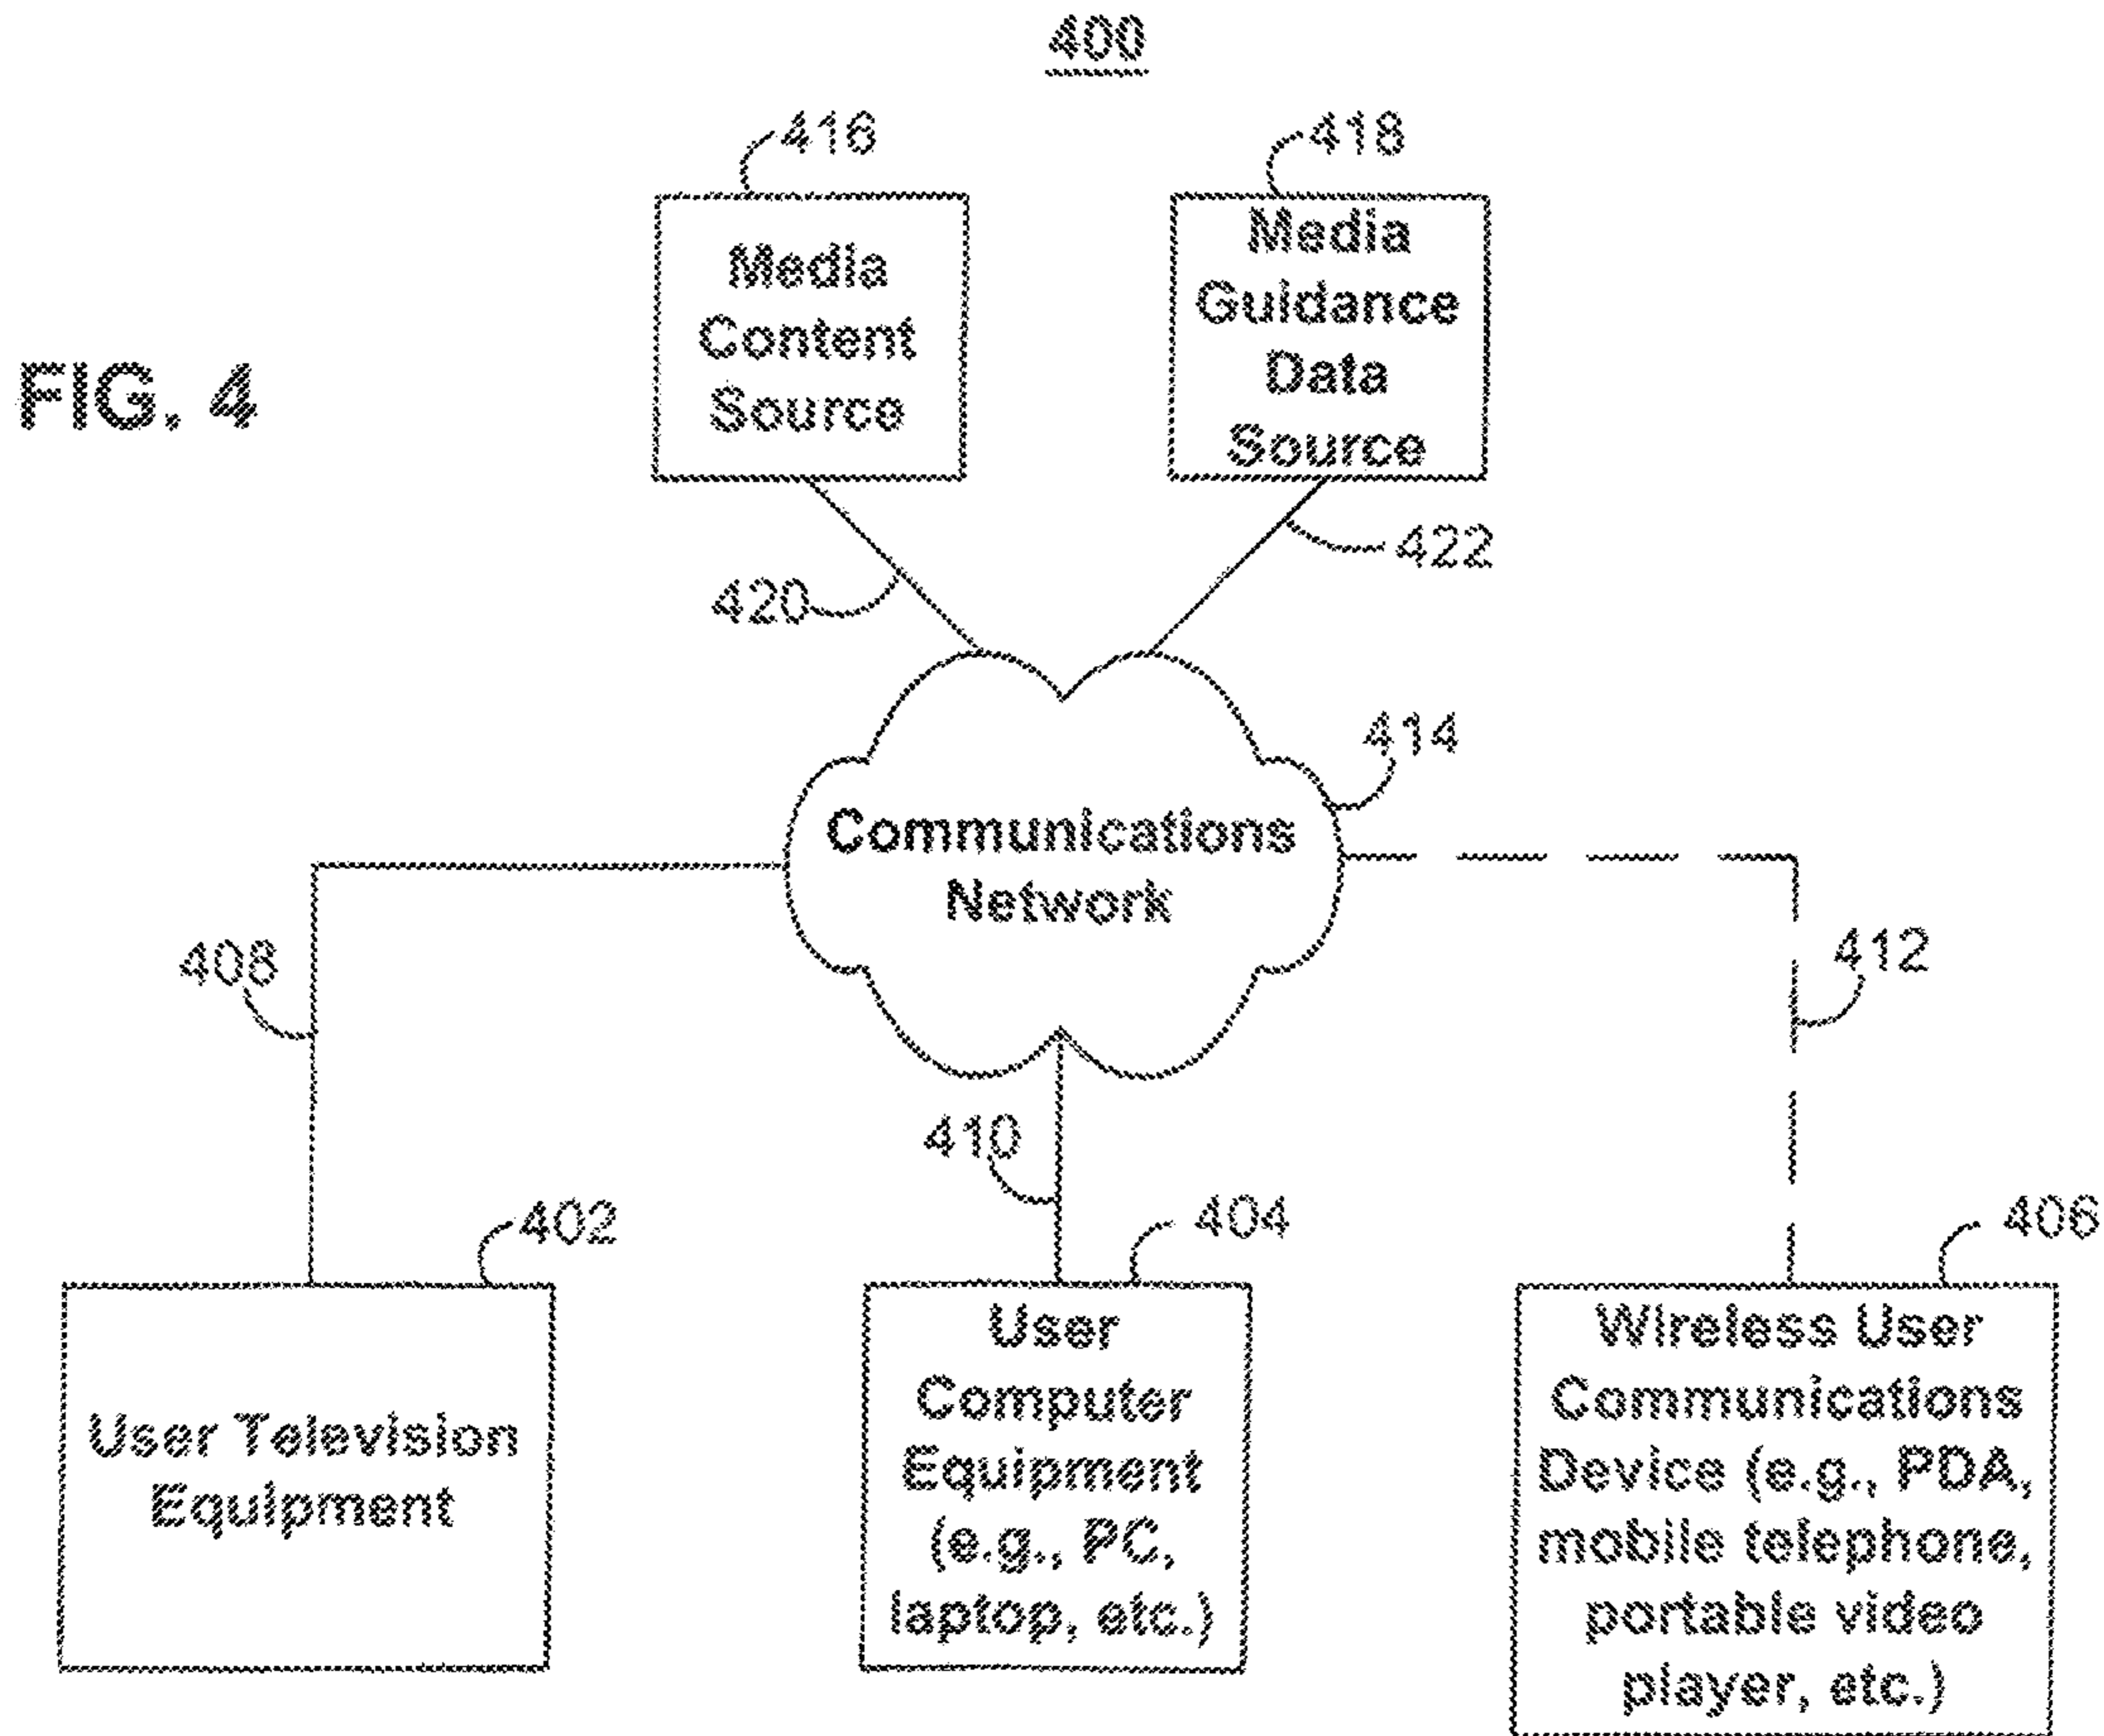 400
416
418
Media
Content
Source
Media
Guidance
Data
Source
FIG. 4
420
422
414
Communications
Network
408
412
410
402
404
406
User Television
Equipment
User
Computer
Equipment
(e.g., PC,
laptop, etc.)
Wireless User
Communications
Device (e.g., PDA,
mobile telephone,
portable video
player, etc.)